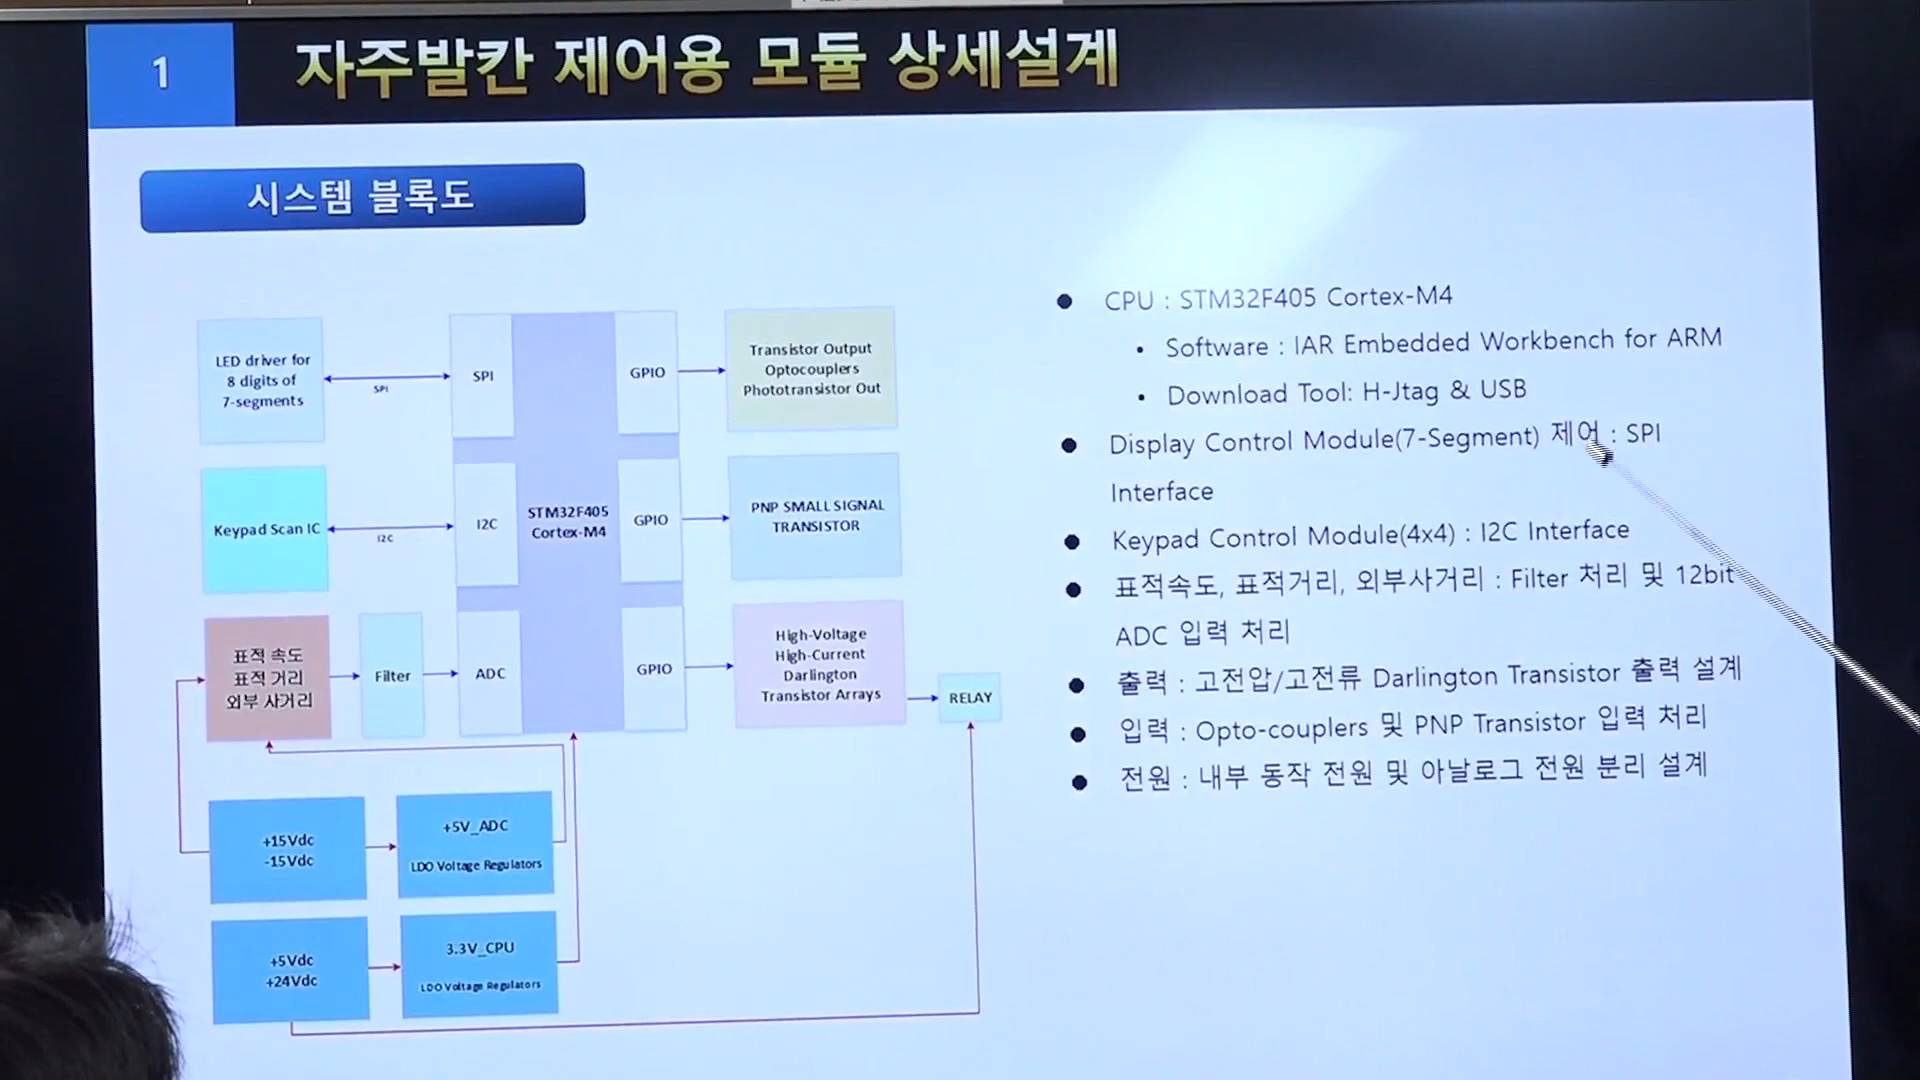 1
자주발칸 제어용 모듈 상세설계
시스템 블록도
LED driver for
8 digits of
7-segments
SPI
SPI
GPIO
Transistor Output
Optocouplers
Phototransistor Out
Keypad Scan IC
I2C
I2C
STM32F405
Cortex-M4
GPIO
PNP SMALL SIGNAL
TRANSISTOR
표적 속도
표적 거리
외부 사거리
Filter
ADC
GPIO
High-Voltage
High-Current
Darlington
Transistor Arrays
RELAY
+15Vdc
-15Vdc
+5V_ADC
LDO Voltage Regulators
+5Vdc
+24Vdc
3.3V_CPU
LDO Voltage Regulators
● CPU : STM32F405 Cortex-M4
• Software : IAR Embedded Workbench for ARM
• Download Tool: H-Jtag & USB
● Display Control Module(7-Segment) 제어 : SPI
Interface
● Keypad Control Module(4x4) : I2C Interface
● 표적속도, 표적거리, 외부사거리 : Filter 처리 및 12bit
ADC 입력 처리
● 출력 : 고전압/고전류 Darlington Transistor 출력 설계
● 입력 : Opto-couplers 및 PNP Transistor 입력 처리
● 전원 : 내부 동작 전원 및 아날로그 전원 분리 설계